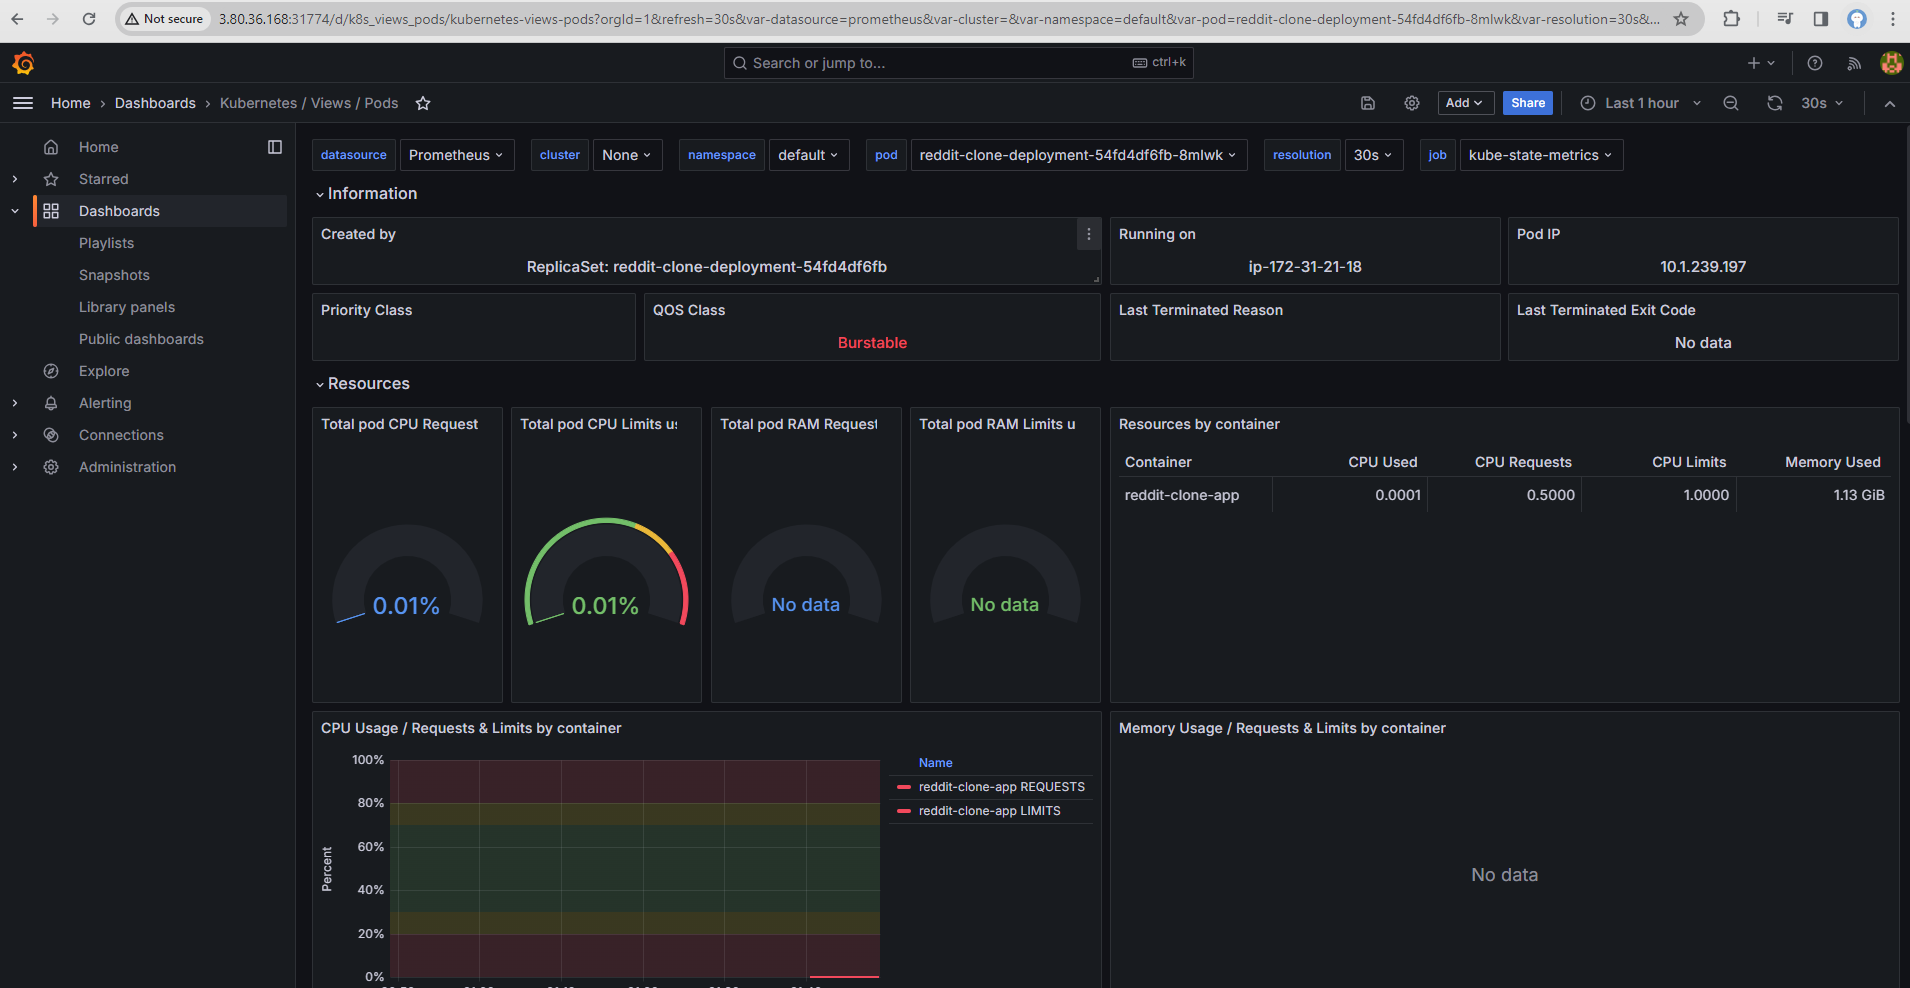 Not secure 3.80.36.168:31774/d/k8s_views_pods/kubernetes-views-pods?orgId=1&refresh=30s&var-datasource=prometheus&var-cluster=&var-namespace=default&var-pod=reddit-clone-deployment-54fd4df6fb-8mlwk&var-resolution=30s&...
Search or jump to... ctrl+k
Home › Dashboards › Kubernetes / Views / Pods Add Share Last 1 hour 30s
Home
Starred
Dashboards
Playlists
Snapshots
Library panels
Public dashboards
Explore
Alerting
Connections
Administration
datasource Prometheus cluster None namespace default pod reddit-clone-deployment-54fd4df6fb-8mlwk resolution 30s job kube-state-metrics
Information
Created by
ReplicaSet: reddit-clone-deployment-54fd4df6fb
Running on
ip-172-31-21-18
Pod IP
10.1.239.197
Priority Class
QOS Class
Burstable
Last Terminated Reason
Last Terminated Exit Code
No data
Resources
Total pod CPU Request
0.01%
Total pod CPU Limits us
0.01%
Total pod RAM Request
No data
Total pod RAM Limits u
No data
Resources by container
Container CPU Used CPU Requests CPU Limits Memory Used
reddit-clone-app 0.0001 0.5000 1.0000 1.13 GiB
CPU Usage / Requests & Limits by container
Percent
100%
80%
60%
40%
20%
0%
Name
reddit-clone-app REQUESTS
reddit-clone-app LIMITS
Memory Usage / Requests & Limits by container
No data